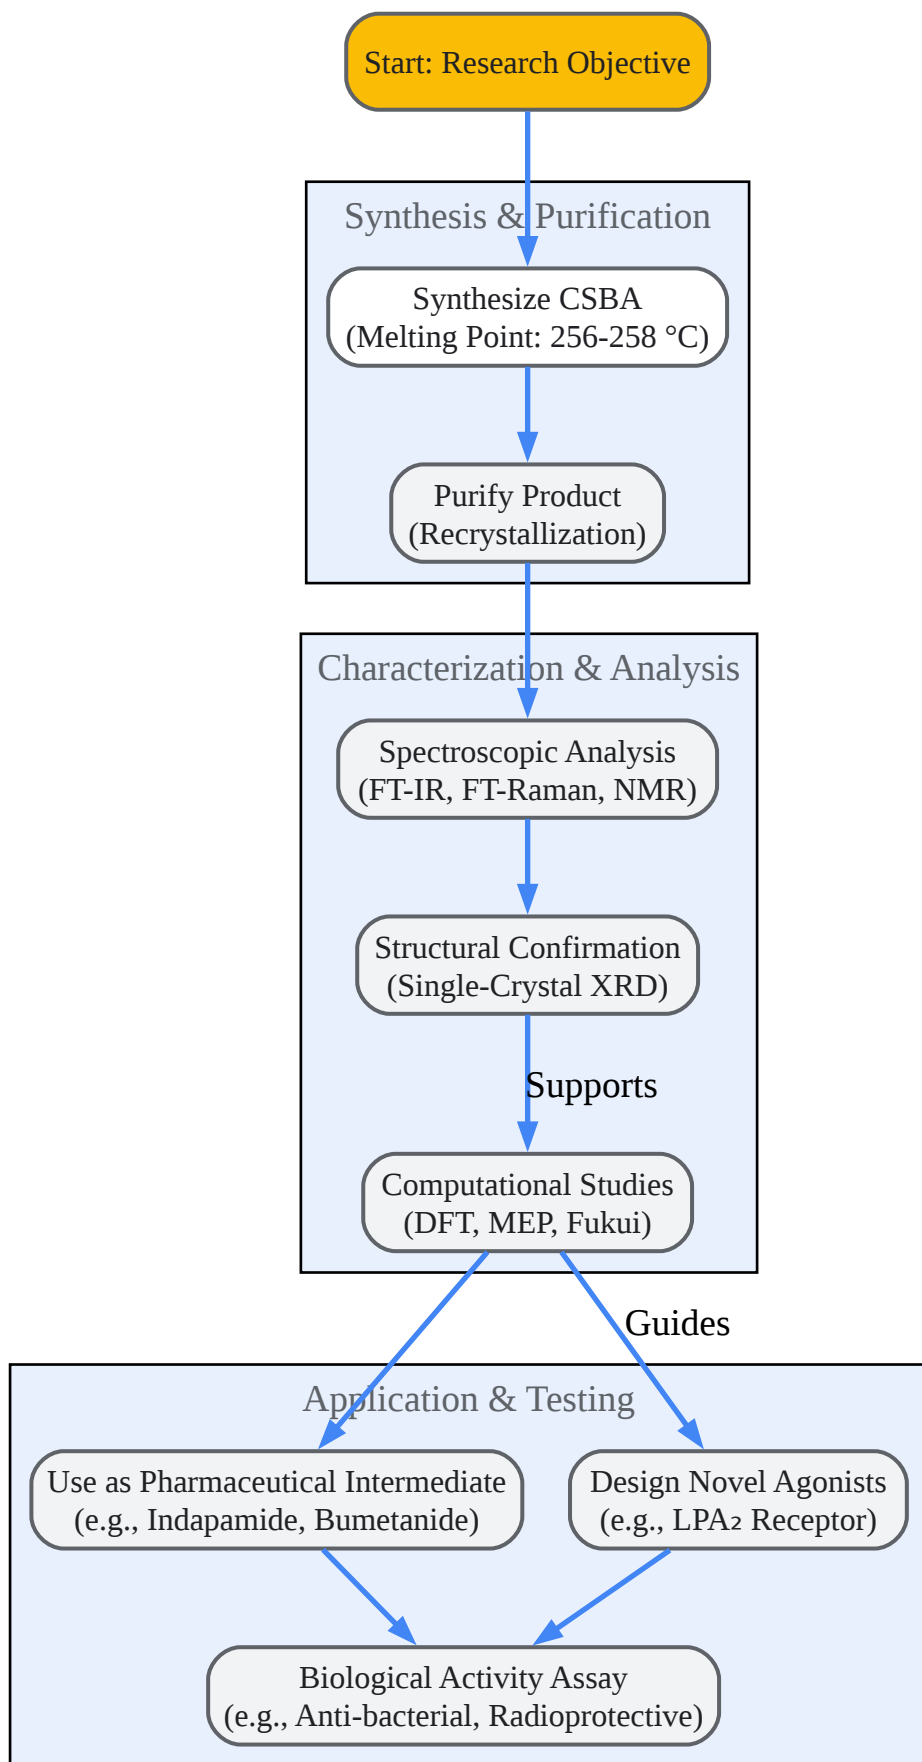 Start: Research Objective
Synthesis & Purification
Synthesize CSBA
(Melting Point: 256-258 °C)
Purify Product
(Recrystallization)
Characterization & Analysis
Spectroscopic Analysis
(FT-IR, FT-Raman, NMR)
Structural Confirmation
(Single-Crystal XRD)
Supports
Computational Studies
(DFT, MEP, Fukui)
Guides
Application & Testing
Use as Pharmaceutical Intermediate
(e.g., Indapamide, Bumetanide)
Design Novel Agonists
(e.g., LPA₂ Receptor)
Biological Activity Assay
(e.g., Anti-bacterial, Radioprotective)